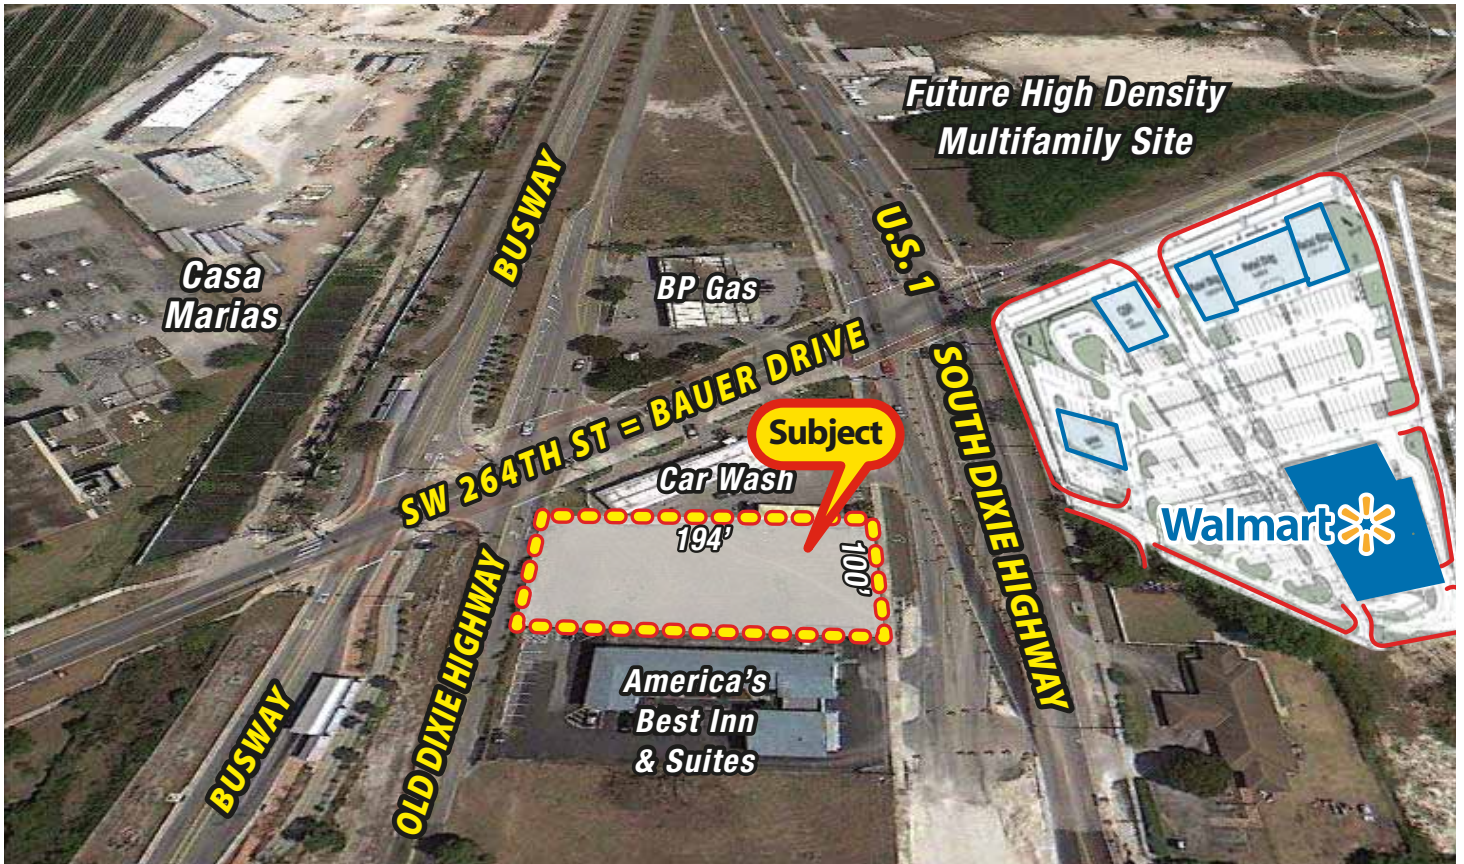 Future High Density
Multifamily Site
BUSWAY
U.S. 1
Casa
Marias
BP Gas
SW 264TH ST = BAUER DRIVE
Subject
SOUTH DIXIE HIGHWAY
Car Wash
Walmart
194'
100'
OLD DIXIE HIGHWAY
America's
Best Inn
& Suites
BUSWAY